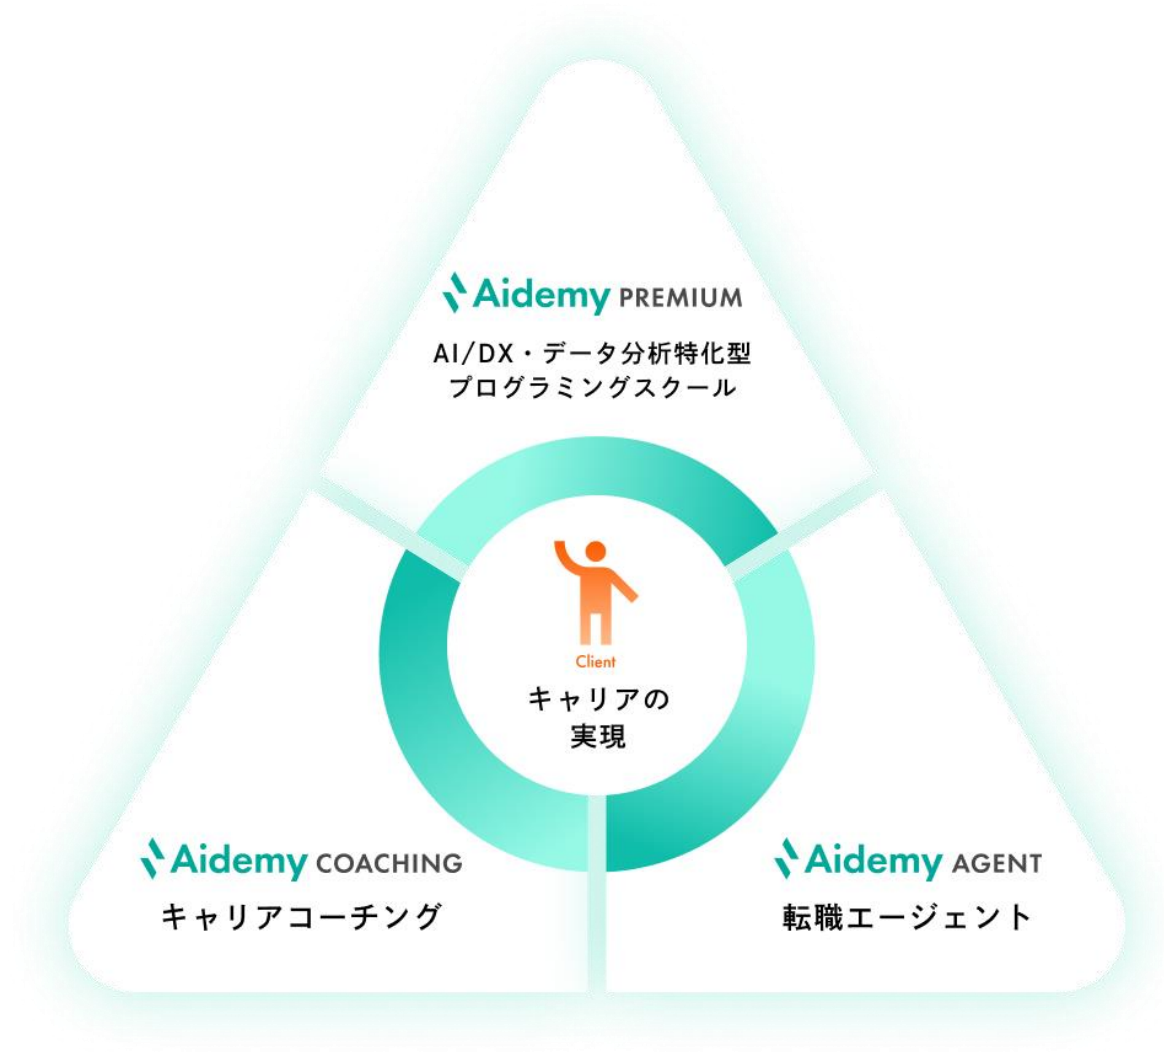 Aidemy PREMIUM
AI/DX・データ分析特化型
プログラミングスクール
Client
キャリアの
実現
Aidemy COACHING
キャリアコーチング
Aidemy AGENT
転職エージェント